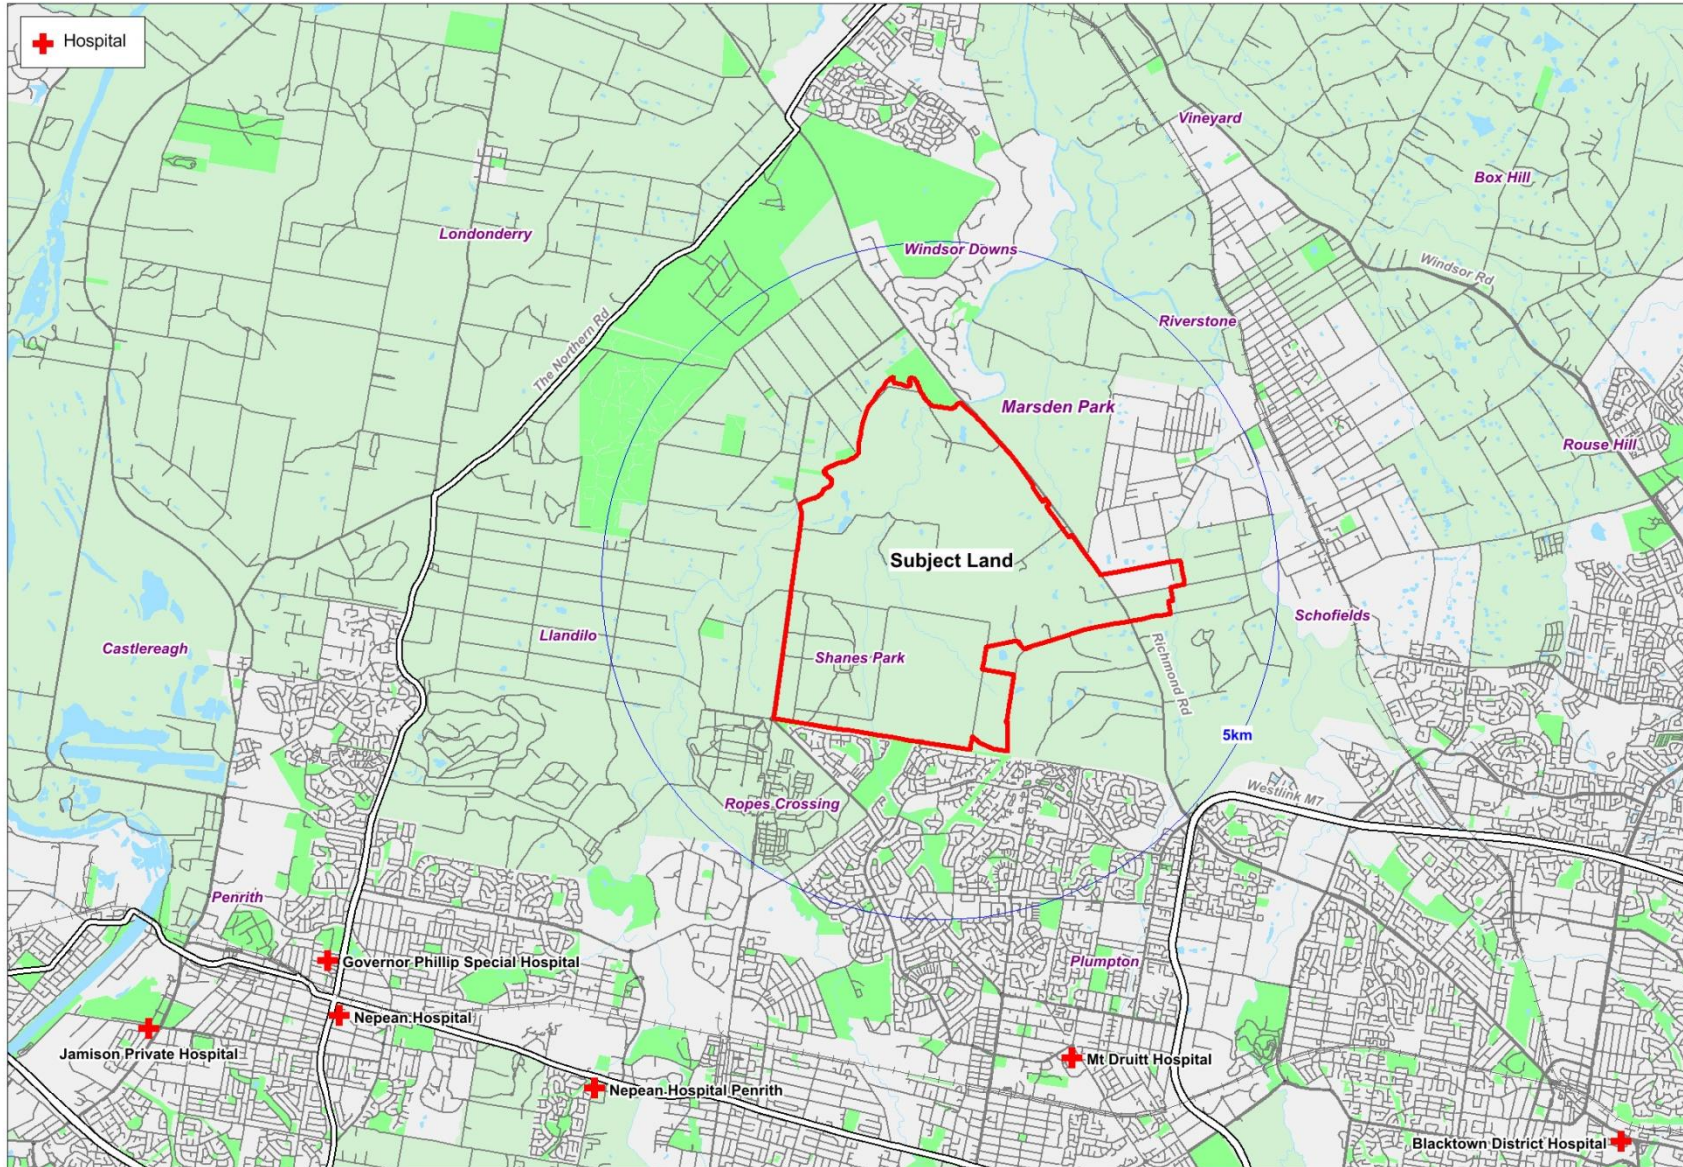 Hospital
Vineyard
Box Hill
Londonderry
Windsor Downs
Windsor Rd
Riverstone
The Northern Rd
Marsden Park
Rouse Hill
Subject Land
Schofields
Llandilo
Castlereagh
Shanes Park
Richmond Rd
5km
Westlink M7
Ropes Crossing
Penrith
Governor Phillip Special Hospital
Plumpton
Nepean Hospital
Jamison Private Hospital
Mt Druitt Hospital
Nepean Hospital Penrith
Blacktown District Hospital